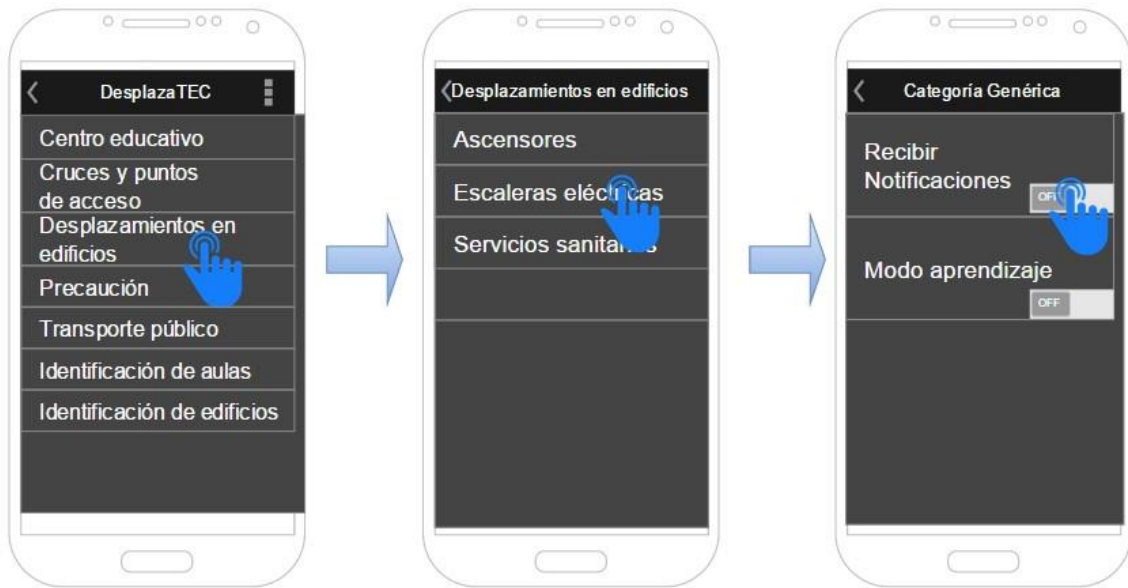 DesplazaTEC
Centro educativo
Cruces y puntos
de acceso
Desplazamientos en
edificios
Precaución
Transporte público
Identificación de aulas
Identificación de edificios
Desplazamientos en edificios
Ascensores
Escaleras eléctricas
Servicios sanitarios
Categoría Genérica
Recibir
Notificaciones
OFF
Modo aprendizaje
OFF